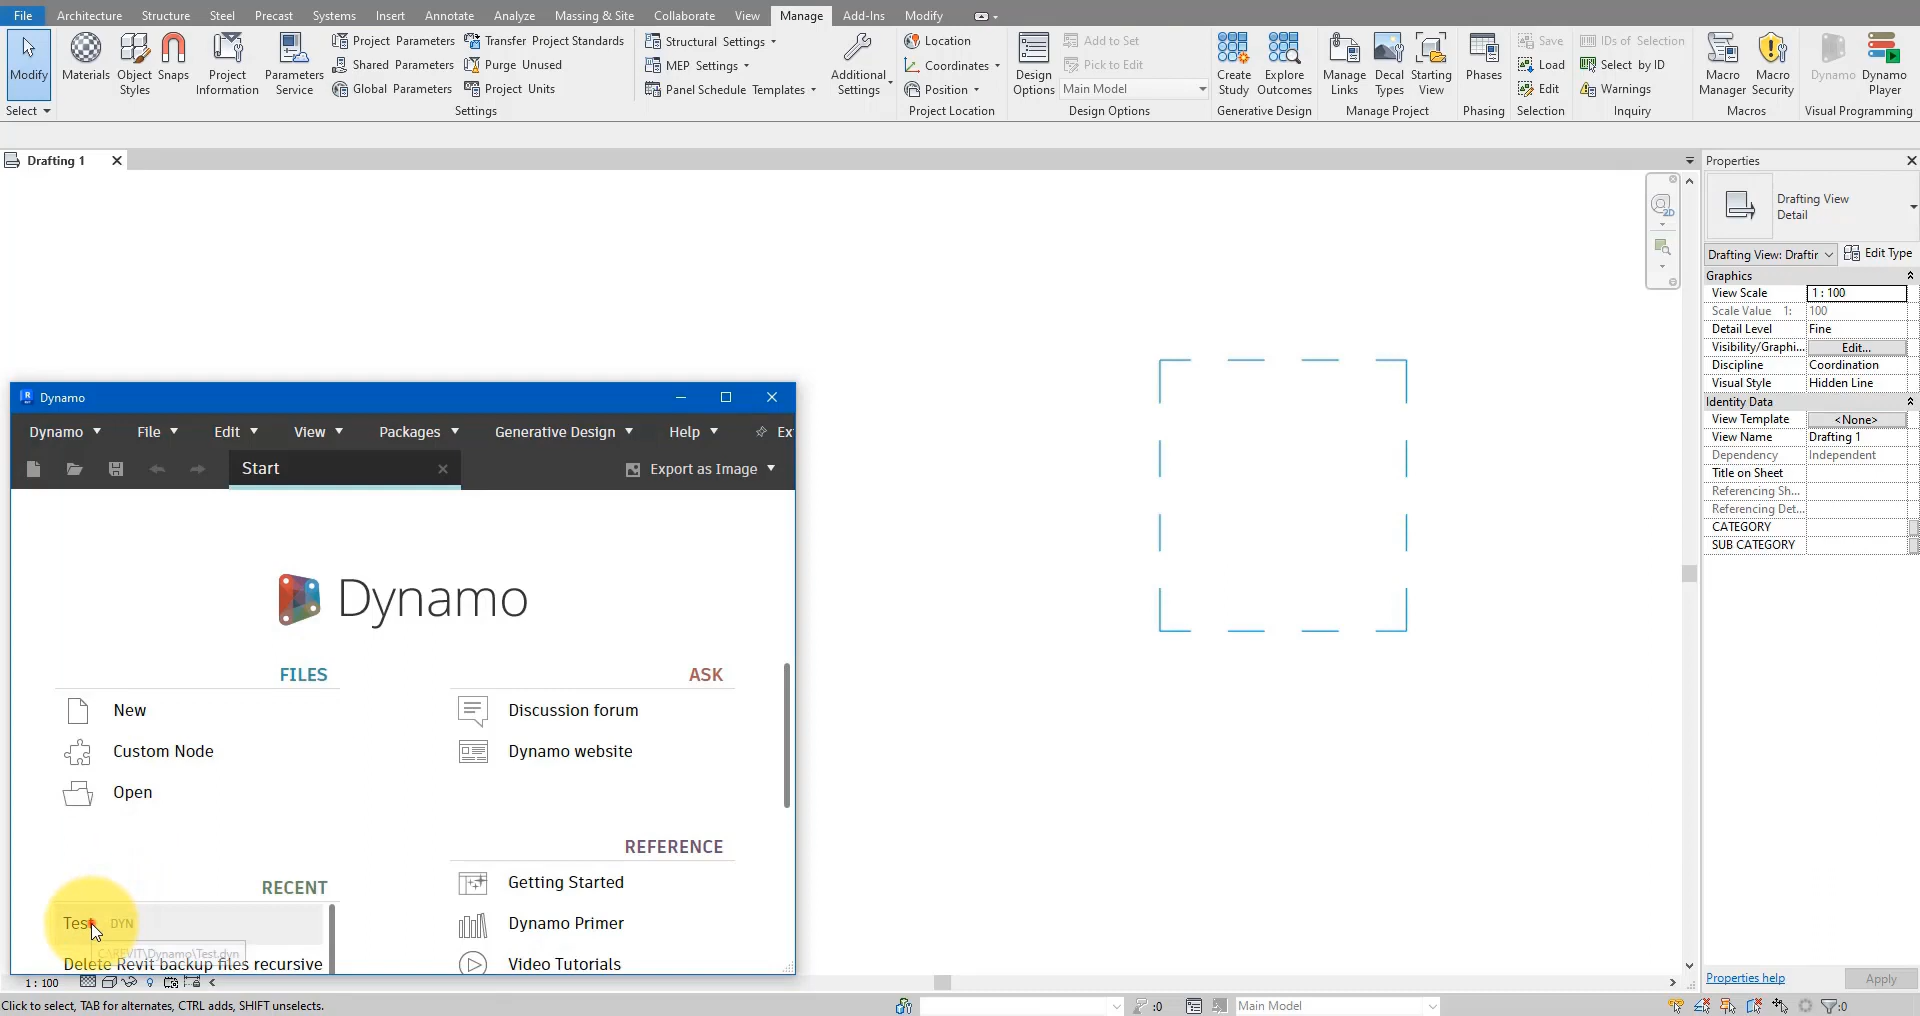 File Architecture Structure Steel Precast Systems Insert Annotate Analyze Massing & Site Collaborate View Manage Add-Ins Modify
Modify
Select
Materials
Object Styles
Snaps
Project Information
Parameters Service
Project Parameters
Shared Parameters
Global Parameters
Transfer Project Standards
Purge Unused
Project Units
Settings
Structural Settings
MEP Settings
Panel Schedule Templates
Additional Settings
Location
Coordinates
Position
Project Location
Design Options
Add to Set
Pick to Edit
Main Model
Design Options
Create Study
Explore Outcomes
Generative Design
Manage Links
Decal Types
Starting View
Manage Project
Phases
Phasing
Save
Load
Edit
Selection
IDs of Selection
Select by ID
Warnings
Inquiry
Macro Manager
Macro Security
Macros
Dynamo
Dynamo Player
Visual Programming
Drafting 1
2D
Properties
Drafting View
Detail
Drafting View: Draftir
Edit Type
Graphics
View Scale 1 : 100
Scale Value 1: 100
Detail Level Fine
Visibility/Graphi... Edit...
Discipline Coordination
Visual Style Hidden Line
Identity Data
View Template <None>
View Name Drafting 1
Dependency Independent
Title on Sheet
Referencing Sh...
Referencing Det...
CATEGORY
SUB CATEGORY
Properties help
Apply
Dynamo
Dynamo File Edit View Packages Generative Design Help Ex
Start
Export as Image
Dynamo
FILES
New
Custom Node
Open
ASK
Discussion forum
Dynamo website
REFERENCE
Getting Started
Dynamo Primer
Video Tutorials
RECENT
Test DYN
Delete Revit backup files recursive
1 : 100
Click to select, TAB for alternates, CTRL adds, SHIFT unselects.
:0
Main Model
:0